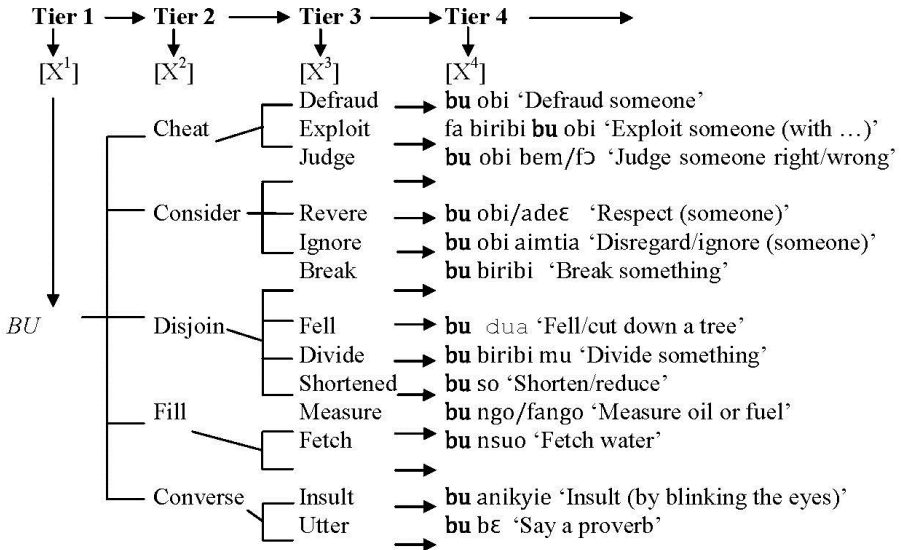 Tier 1 Tier 2 Tier 3 Tier 4
[X¹] [X²] [X³] [X⁴]
Defraud bu obi ‘Defraud someone’
Cheat Exploit fa biribi bu obi ‘Exploit someone (with …)’
Judge bu obi bem/fɔ ‘Judge someone right/wrong’
Consider Revere bu obi/adeɛ ‘Respect (someone)’
Ignore bu obi aimtia ‘Disregard/ignore (someone)’
Break bu biribi ‘Break something’
BU Disjoin Fell bu dua ‘Fell/cut down a tree’
Divide bu biribi mu ‘Divide something’
Shortened bu so ‘Shorten/reduce’
Fill Measure bu ngo/fango ‘Measure oil or fuel’
Fetch bu nsuo ‘Fetch water’
Converse Insult bu anikyie ‘Insult (by blinking the eyes)’
Utter bu bɛ ‘Say a proverb’